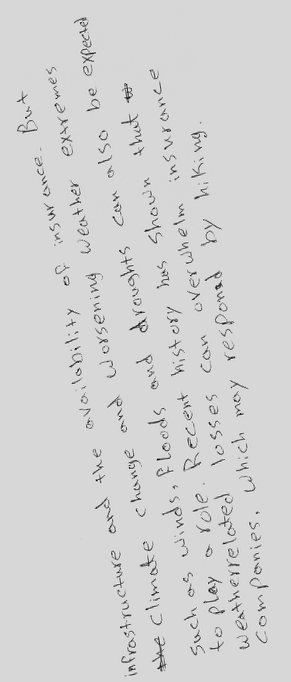 infrastructure and the availability of insurance. But
climate change and worsening weather extremes
such as winds, floods and droughts can also be expected
to play a role. Recent history has shown that
weatherrelated losses can overwhelm insurance
companies, which may respond by hiking.